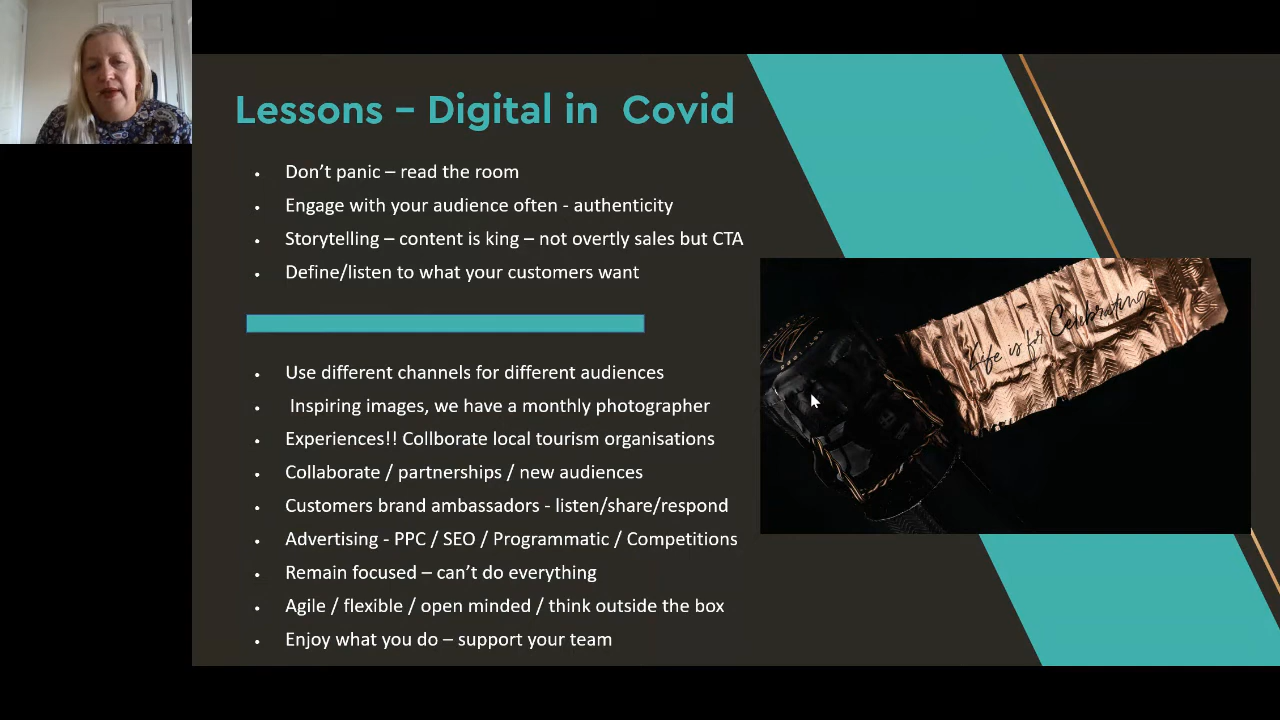 Lessons – Digital in Covid
• Don't panic – read the room
• Engage with your audience often - authenticity
• Storytelling – content is king – not overtly sales but CTA
• Define/listen to what your customers want
• Use different channels for different audiences
• Inspiring images, we have a monthly photographer
• Experiences!! Collborate local tourism organisations
• Collaborate / partnerships / new audiences
• Customers brand ambassadors - listen/share/respond
• Advertising - PPC / SEO / Programmatic / Competitions
• Remain focused – can't do everything
• Agile / flexible / open minded / think outside the box
• Enjoy what you do – support your team
Life is for Celebrating